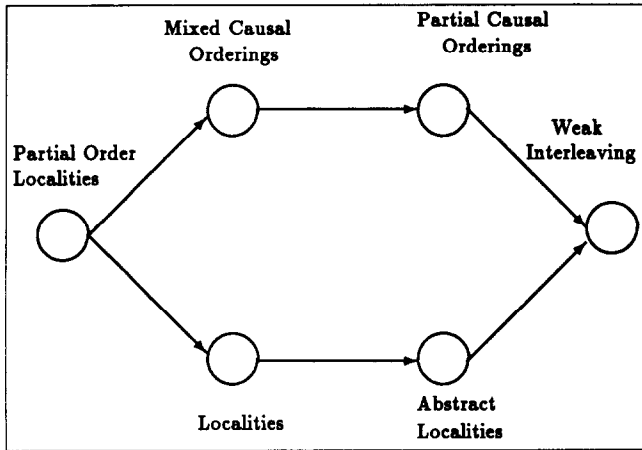 Mixed Causal
Orderings
Partial Causal
Orderings
Weak
Interleaving
Partial Order
Localities
Localities
Abstract
Localities